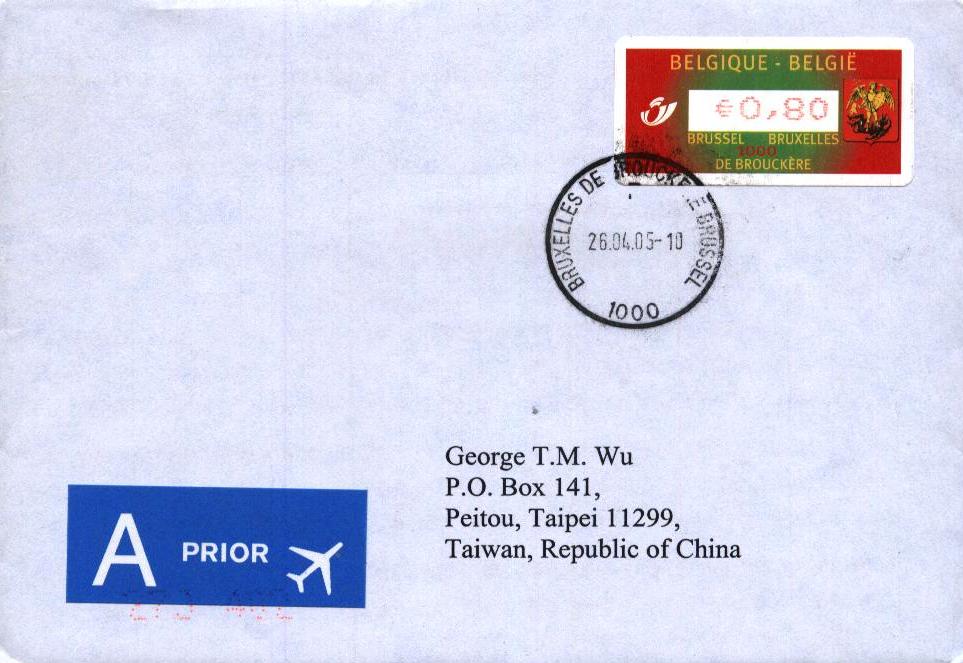 BELGIQUE - BELGIË
€0,80
BRUSSEL BRUXELLES
1000
DE BROUCKÈRE
BRUXELLES DE BROUCKERE BRUSSEL
26.04.05-10
1000
George T.M. Wu
P.O. Box 141,
Peitou, Taipei 11299,
Taiwan, Republic of China
A PRIOR